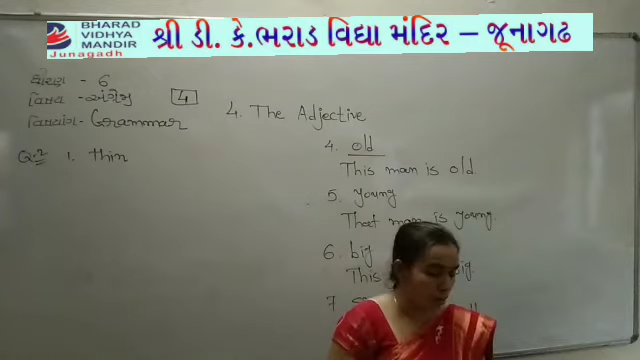 BHARAD
VIDHYA
MANDIR
Junagadh
શ્રી ડી. કે.ભરાડ વિદ્યા મંદિર – જૂનાગઢ
ધોરણ - 6
વિષય - અંગ્રેજી
4
વિષયાંગ - Grammar
4. The Adjective
Q.2 1. thin
4. old
This man is old
5. young
That man is young.
6. big
This
7